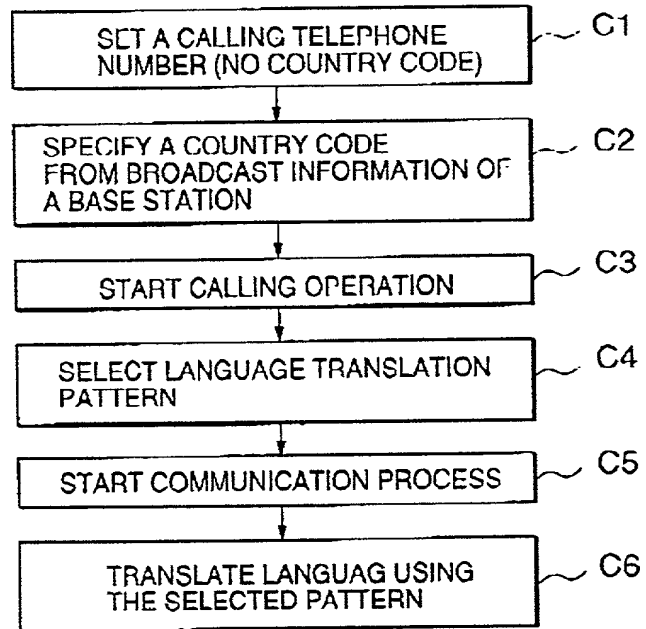 SET A CALLING TELEPHONE
NUMBER (NO COUNTRY CODE)
C1
SPECIFY A COUNTRY CODE
FROM BROADCAST INFORMATION OF
A BASE STATION
C2
START CALLING OPERATION
C3
SELECT LANGUAGE TRANSLATION
PATTERN
C4
START COMMUNICATION PROCESS
C5
TRANSLATE LANGUAG USING
THE SELECTED PATTERN
C6